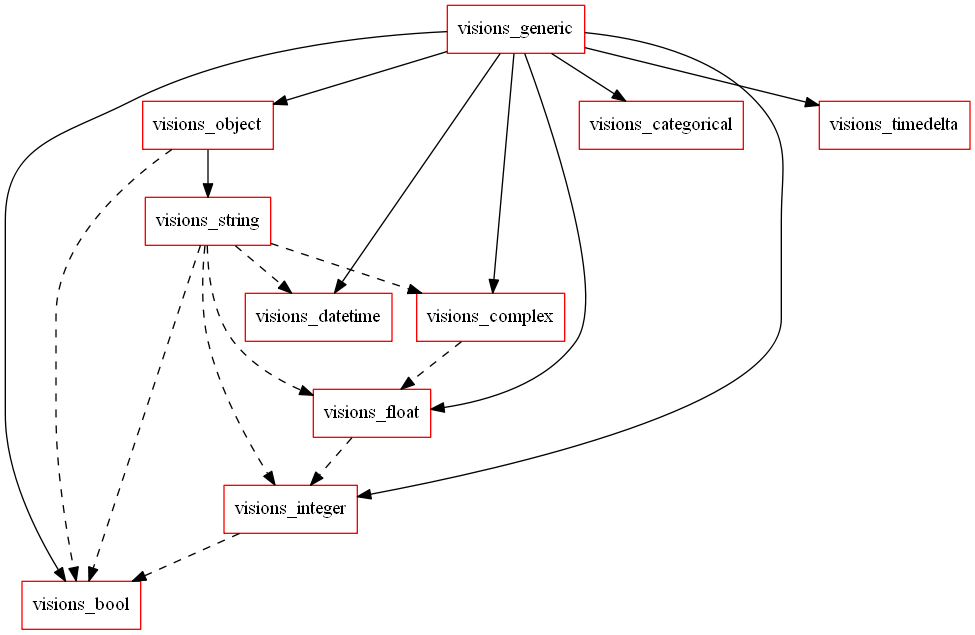 visions_generic
visions_object
visions_categorical
visions_timedelta
visions_string
visions_datetime
visions_complex
visions_float
visions_integer
visions_bool